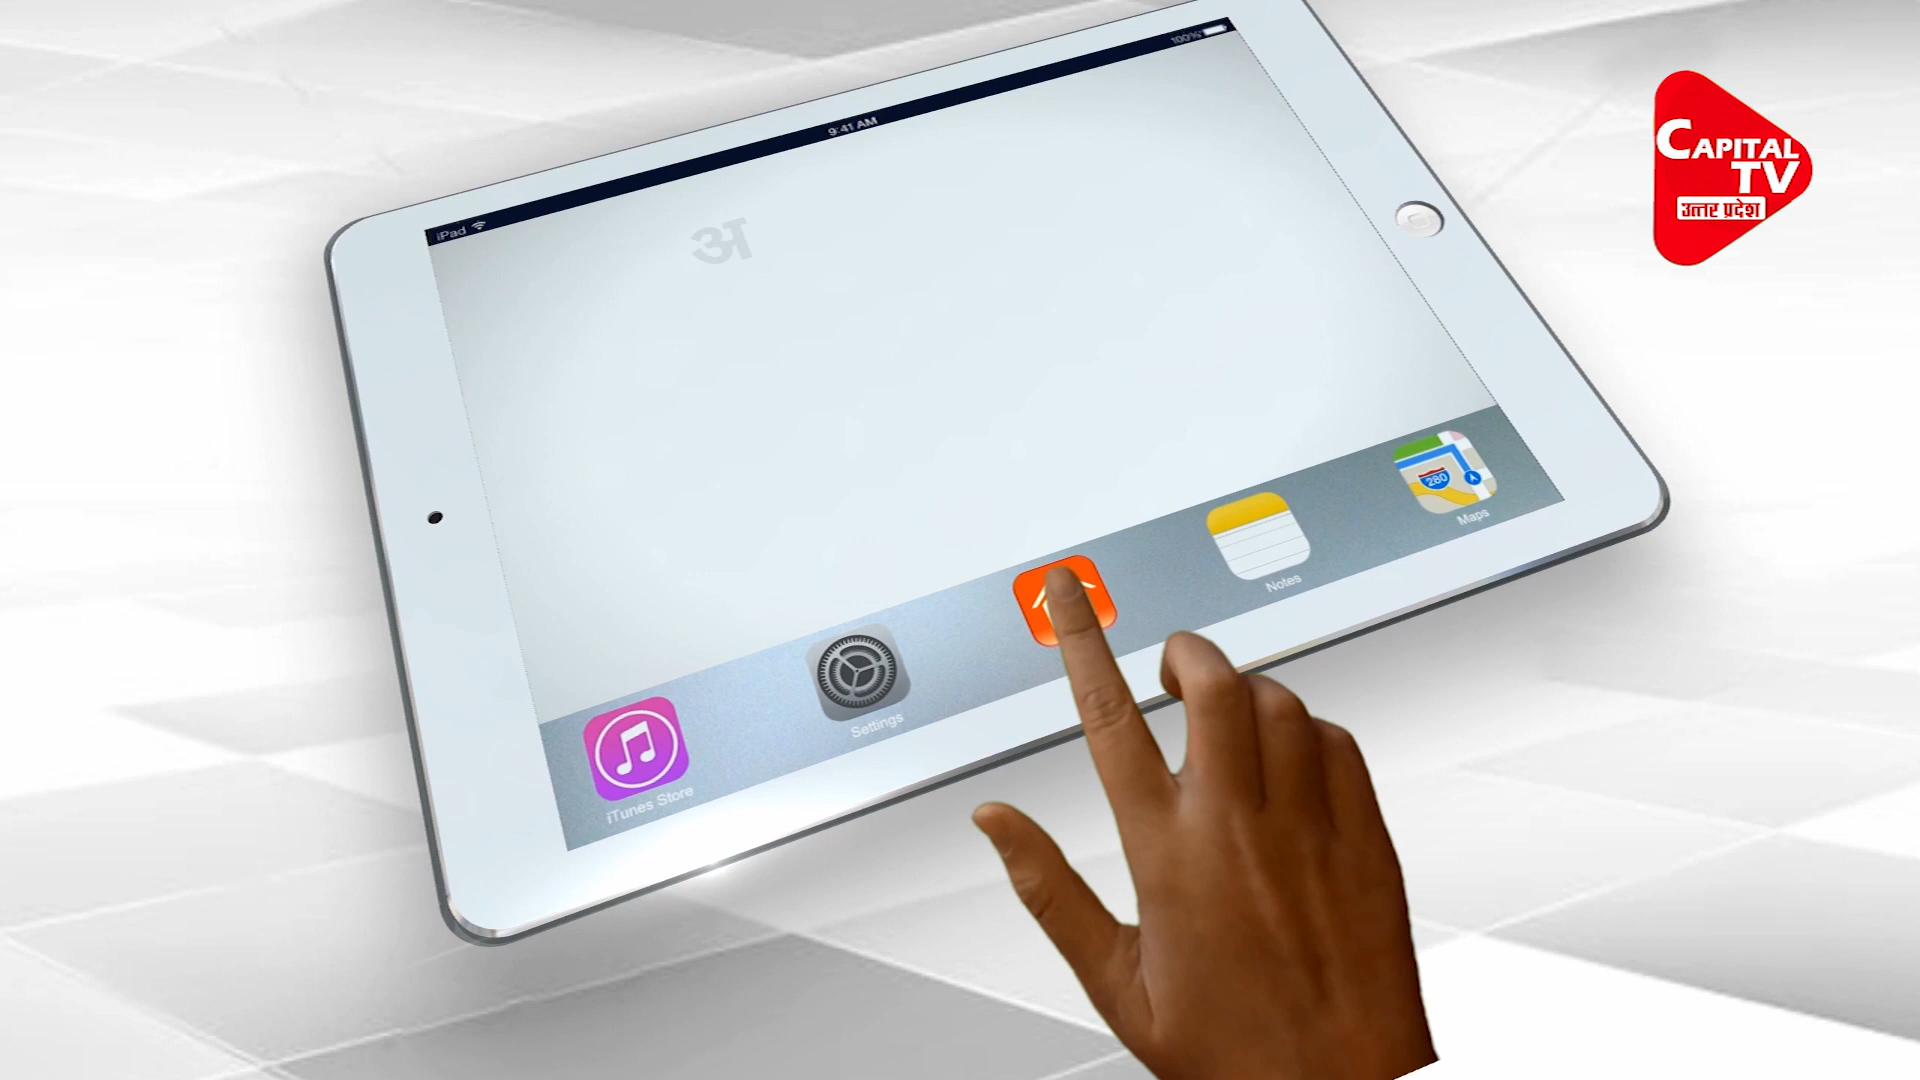 iPad
9:41 AM
100%
अ
CAPITAL
TV
उत्तर प्रदेश
iTunes Store
Settings
Notes
280
Maps